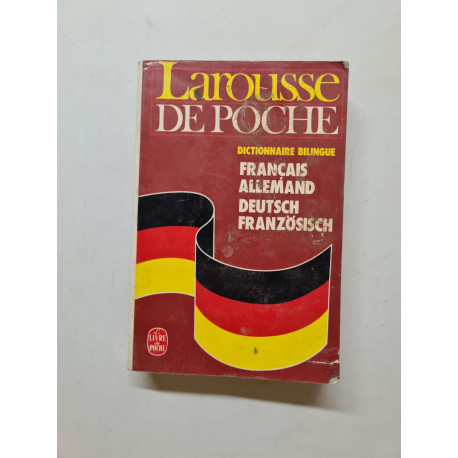 Larousse
DE POCHE
DICTIONNAIRE BILINGUE
FRANÇAIS
ALLEMAND
DEUTSCH
FRANZÖSISCH
Le
LIVRE
de
POCHE